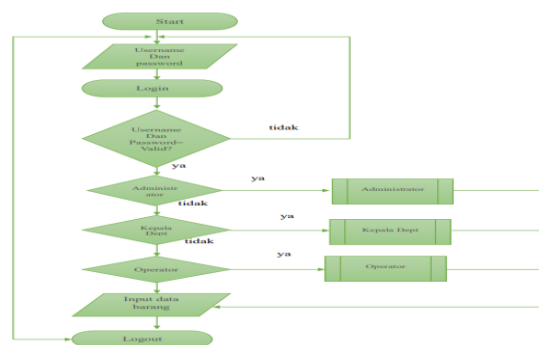 Start
Username
Dan
password
Login
Username
Dan
Password=
Valid?
tidak
ya
Administr
ator
ya
Administrator
tidak
Kepala
Dept
ya
Kepala Dept
tidak
Operator
ya
Operator
Input data
barang
Logout